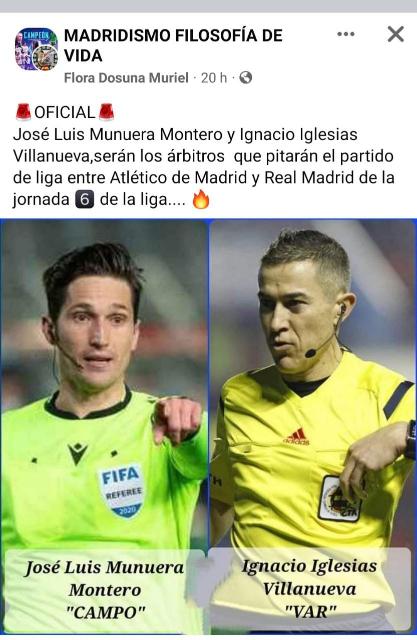 CAMPEÓN
MADRIDISMO FILOSOFÍA DE
VIDA
Flora Dosuna Muriel · 20 h ·
🚨OFICIAL🚨
José Luis Munuera Montero y Ignacio Iglesias
Villanueva,serán los árbitros que pitarán el partido
de liga entre Atlético de Madrid y Real Madrid de la
jornada 6️⃣ de la liga.... 🔥
FIFA
REFEREE
2020
adidas
CTA
José Luis Munuera
Montero
"CAMPO"
Ignacio Iglesias
Villanueva
"VAR"